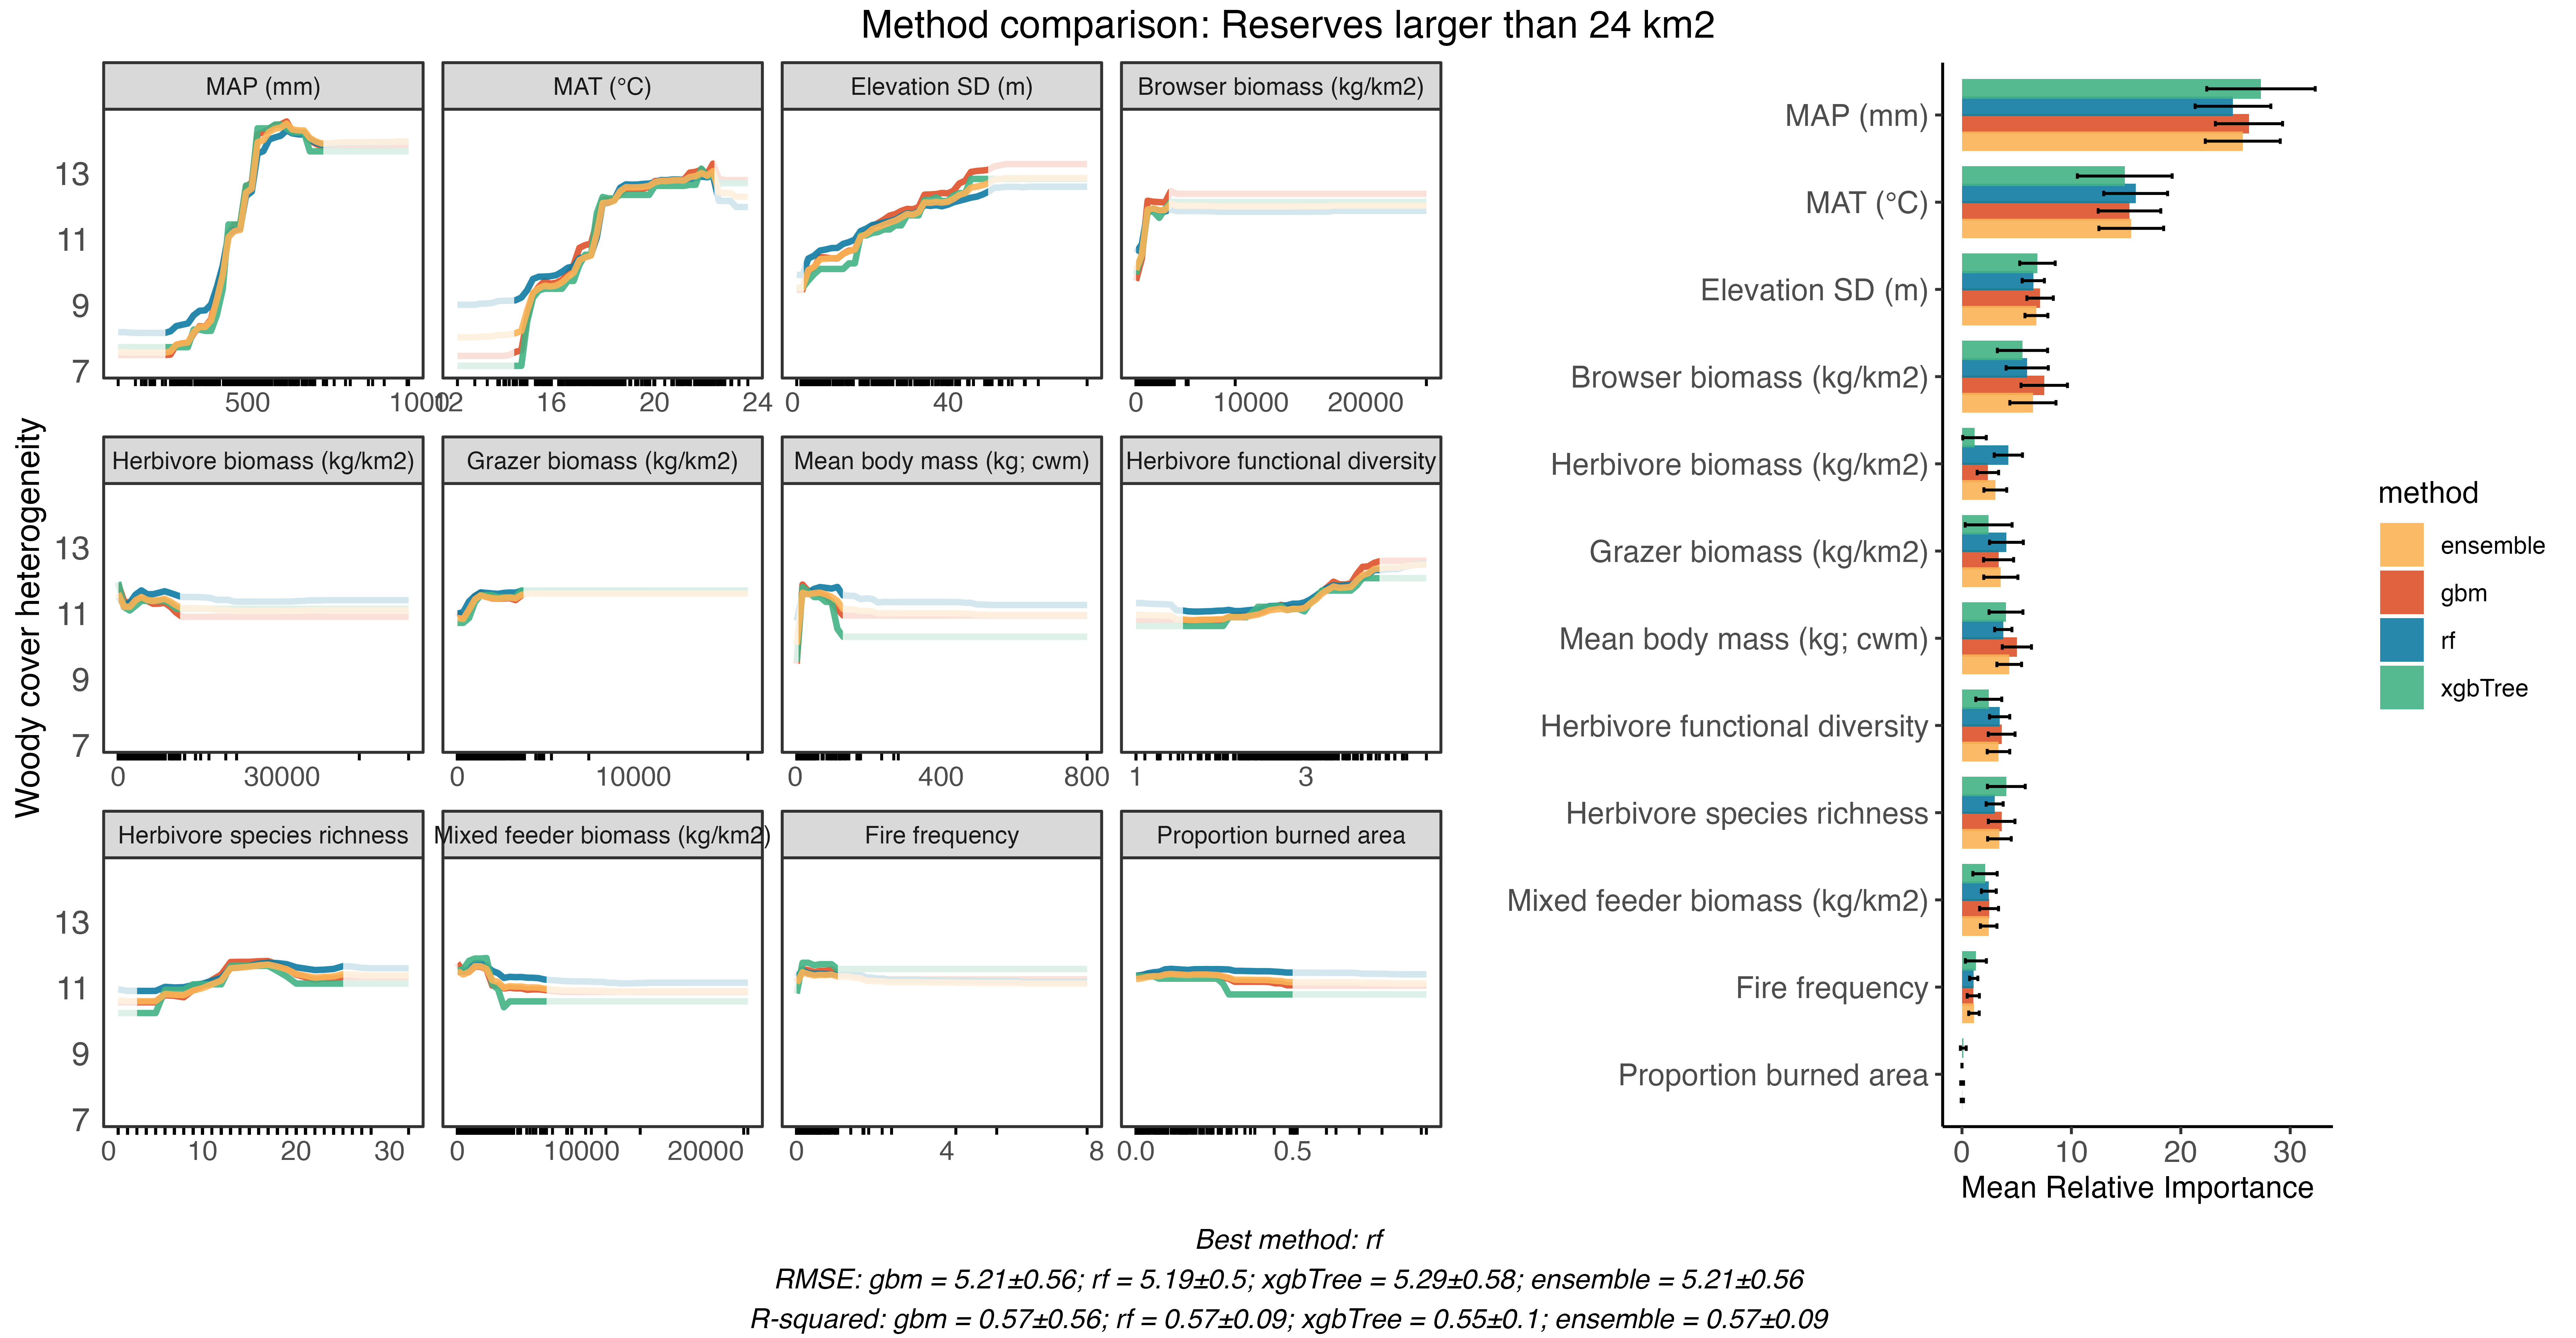 Method comparison: Reserves larger than 24 km2
MAP (mm)
MAT (°C)
Elevation SD (m)
Browser biomass (kg/km2)
13
11
9
7
500
1000
12
16
20
24
0
40
0
10000
20000
Herbivore biomass (kg/km2)
Grazer biomass (kg/km2)
Mean body mass (kg; cwm)
Herbivore functional diversity
13
11
9
7
0
30000
0
10000
0
400
800
1
3
Herbivore species richness
Mixed feeder biomass (kg/km2)
Fire frequency
Proportion burned area
13
11
9
7
0
10
20
30
0
10000
20000
0
4
8
0.0
0.5
Woody cover heterogeneity
MAP (mm)
MAT (°C)
Elevation SD (m)
Browser biomass (kg/km2)
Herbivore biomass (kg/km2)
Grazer biomass (kg/km2)
Mean body mass (kg; cwm)
Herbivore functional diversity
Herbivore species richness
Mixed feeder biomass (kg/km2)
Fire frequency
Proportion burned area
0
10
20
30
Mean Relative Importance
method
ensemble
gbm
rf
xgbTree
Best method: rf
RMSE: gbm = 5.21±0.56; rf = 5.19±0.5; xgbTree = 5.29±0.58; ensemble = 5.21±0.56
R-squared: gbm = 0.57±0.56; rf = 0.57±0.09; xgbTree = 0.55±0.1; ensemble = 0.57±0.09